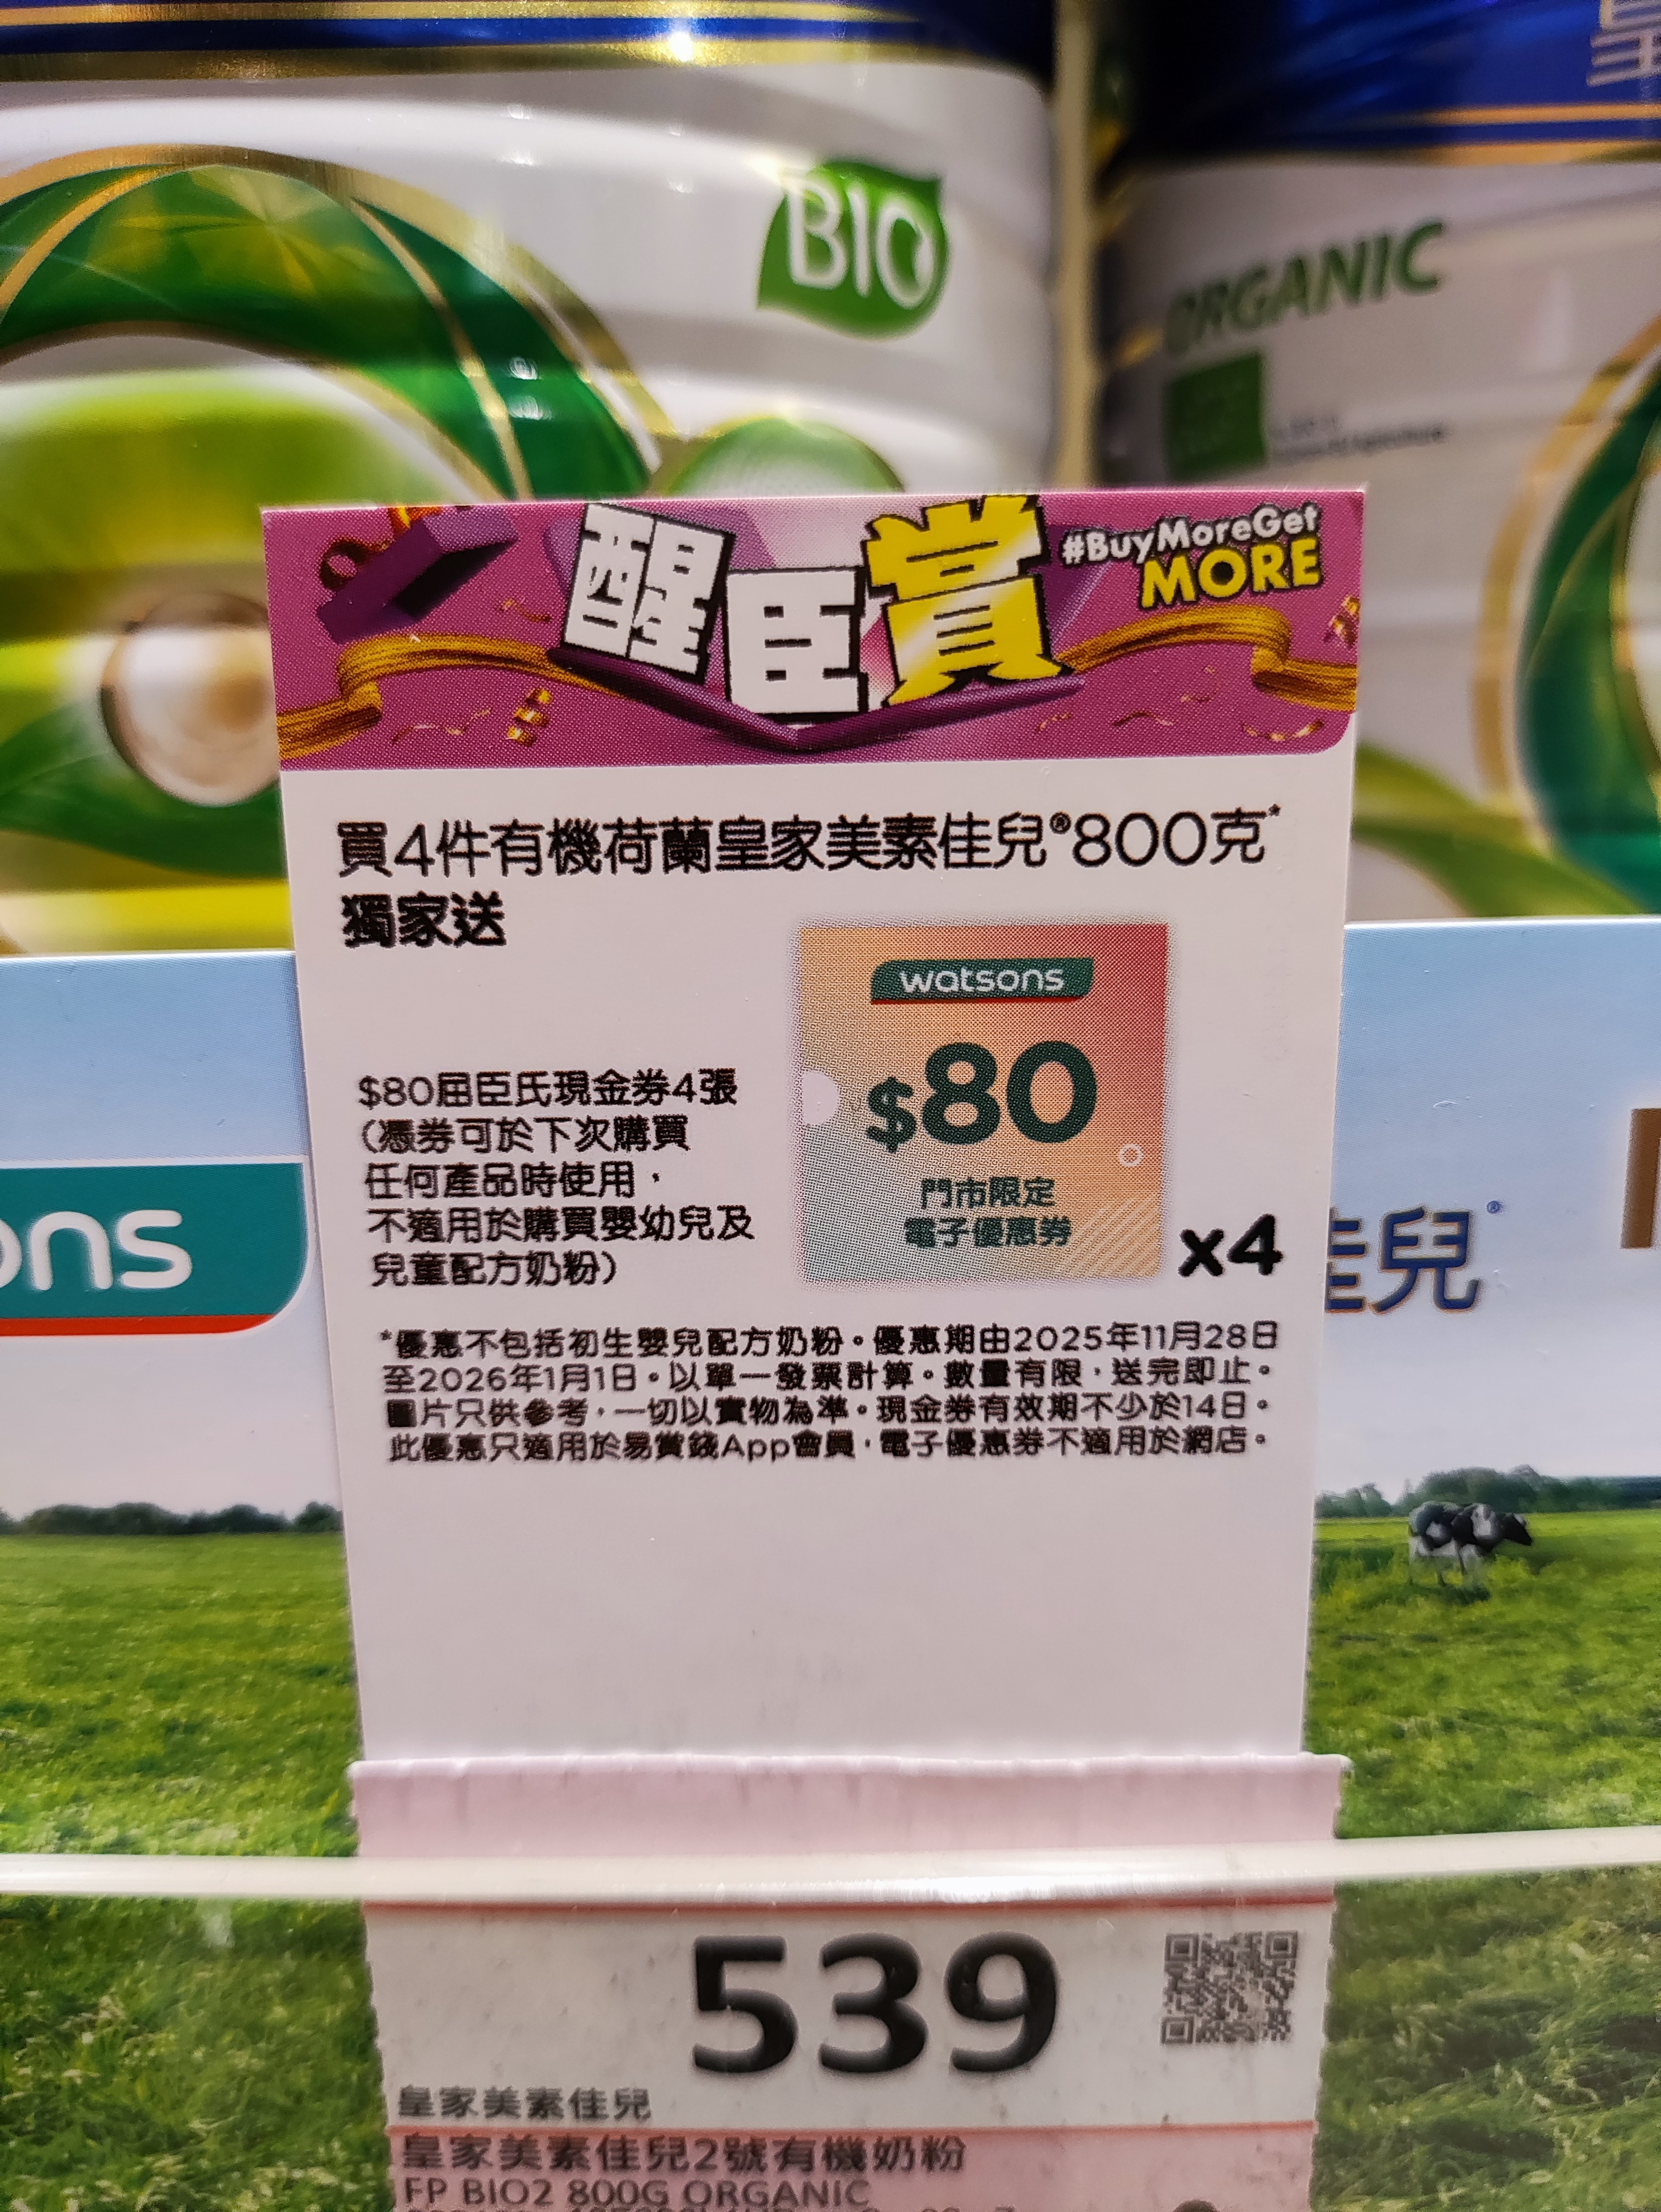 BIO
ORGANIC
醒臣賞
#BuyMoreGet
MORE
買4件有機荷蘭皇家美素佳兒®800克*
獨家送
watsons
$80
門市限定
電子優惠券
x4
$80屈臣氏現金券4張
(憑券可於下次購買
任何產品時使用，
不適用於購買嬰幼兒及
兒童配方奶粉)
*優惠不包括初生嬰兒配方奶粉。優惠期由2025年11月28日
至2026年1月1日。以單一發票計算。數量有限，送完即止。
圖片只供參考，一切以實物為準。現金券有效期不少於14日。
此優惠只適用於易賞錢App會員，電子優惠券不適用於網店。
ons
佳兒®
539
皇家美素佳兒
皇家美素佳兒2號有機奶粉
FP BIO2 800G ORGANIC